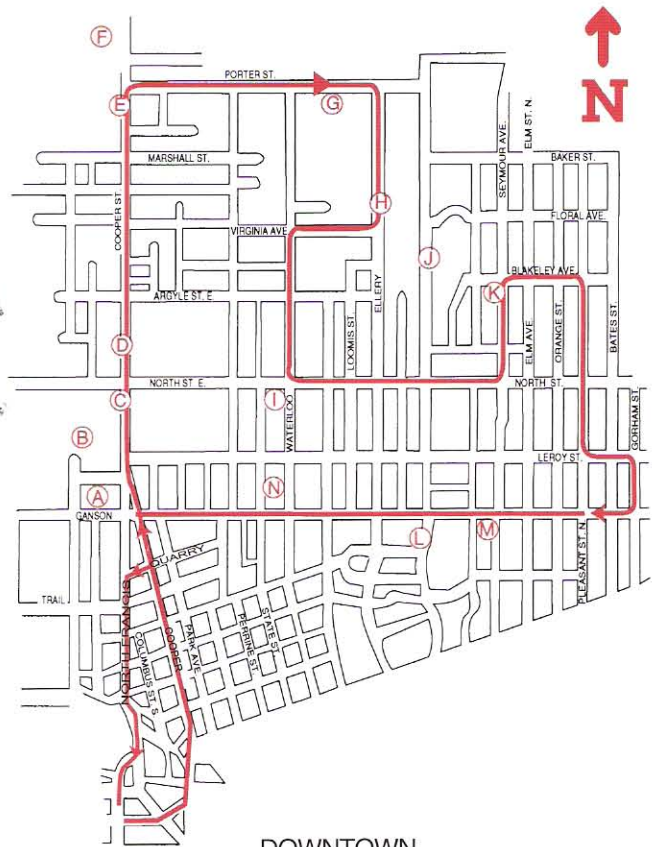 F
N
PORTER ST.
E
G
MARSHALL ST.
SEYMOUR AVE.
ELM ST. N.
BAKER ST.
COOPER ST.
H
FLORAL AVE.
VIRGINIA AVE.
J
BLAKELEY AVE.
K
ARGYLE ST. E.
ELLERY
LOOMIS ST.
ELM AVE.
ORANGE ST.
BATES ST.
D
NORTH ST E.
NORTH ST.
C
I
WATERLOO
GORHAM ST.
B
LEROY ST.
A
N
GANSON
L
M
QUARRY
PLEASANT ST. N.
TRAIL
NORTH FRANCIS
COLUMBUS ST. S.
COOPER
PARK AVE.
PERRINE ST.
STATE ST.
DOWNTOWN